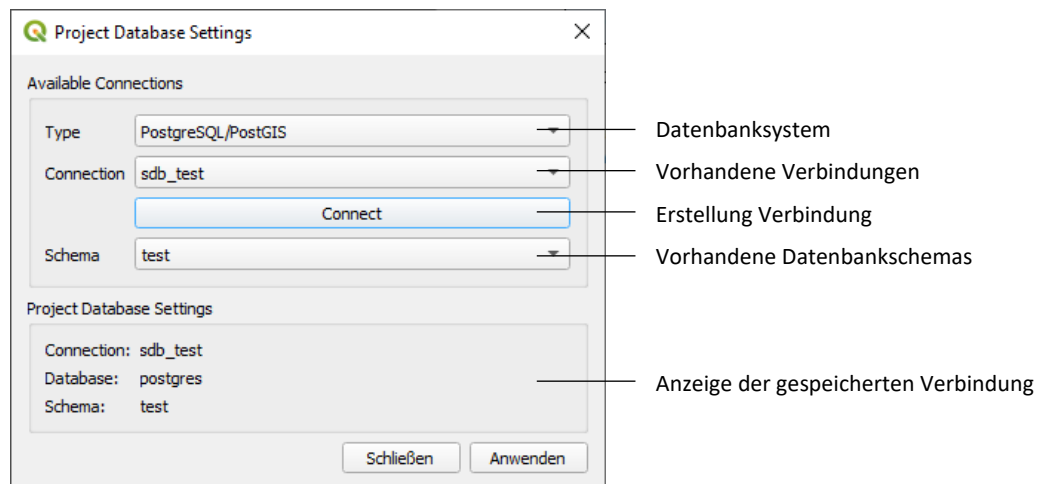 Project Database Settings
Available Connections
Type PostgreSQL/PostGIS Datenbanksystem
Connection sdb_test Vorhandene Verbindungen
Connect Erstellung Verbindung
Schema test Vorhandene Datenbankschemas
Project Database Settings
Connection: sdb_test
Database: postgres Anzeige der gespeicherten Verbindung
Schema: test
Schließen Anwenden